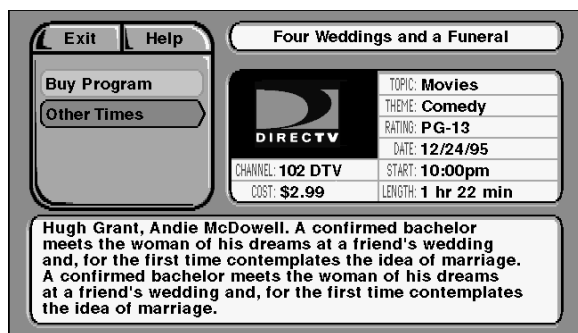 Exit Help
Four Weddings and a Funeral
Buy Program
Other Times
DIRECTV
TOPIC: Movies
THEME: Comedy
RATING: PG-13
DATE: 12/24/95
CHANNEL: 102 DTV
START: 10:00pm
COST: $2.99
LENGTH: 1 hr 22 min
Hugh Grant, Andie McDowell. A confirmed bachelor
meets the woman of his dreams at a friend's wedding
and, for the first time contemplates the idea of marriage.
A confirmed bachelor meets the woman of his dreams
at a friend's wedding and, for the first time contemplates
the idea of marriage.